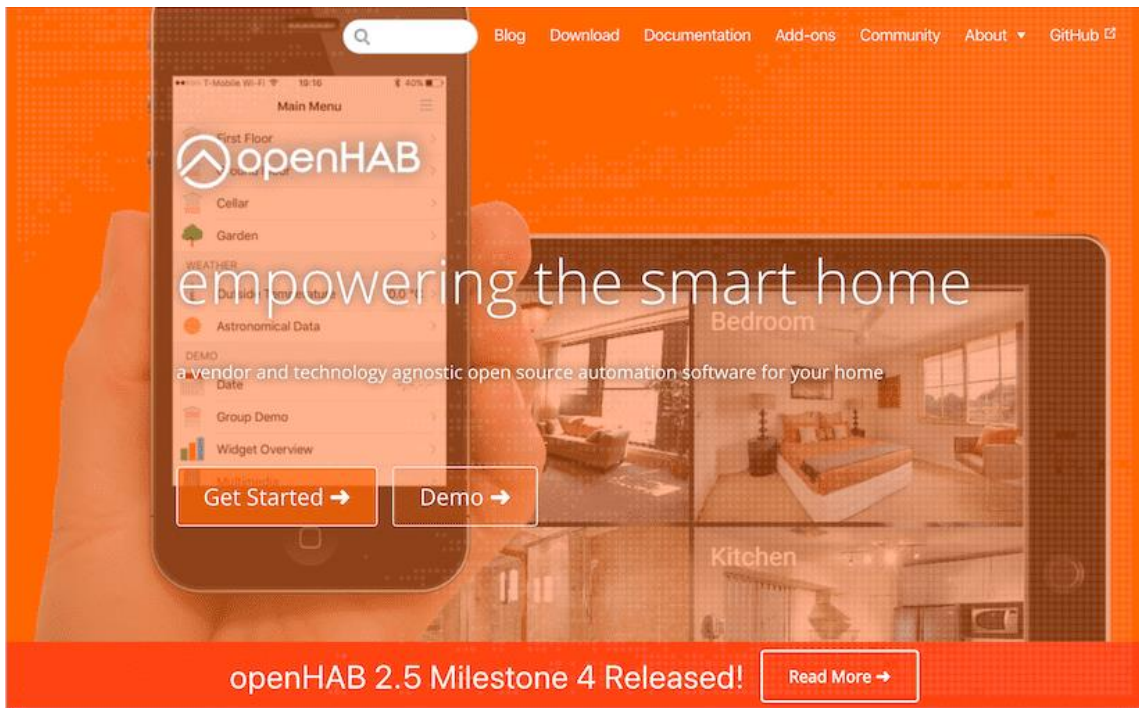 Blog Download Documentation Add-ons Community About GitHub
T-Mobile Wi-Fi 19:16 40%
Main Menu
First Floor
openHAB
Cellar
Garden
WEATHER
empowering the smart home
Outside Temperature
Astronomical Data
Bedroom
DEMO
a vendor and technology agnostic open source automation software for your home
Date
Group Demo
Widget Overview
Multimedia
Get Started → Demo →
Kitchen
openHAB 2.5 Milestone 4 Released! Read More →